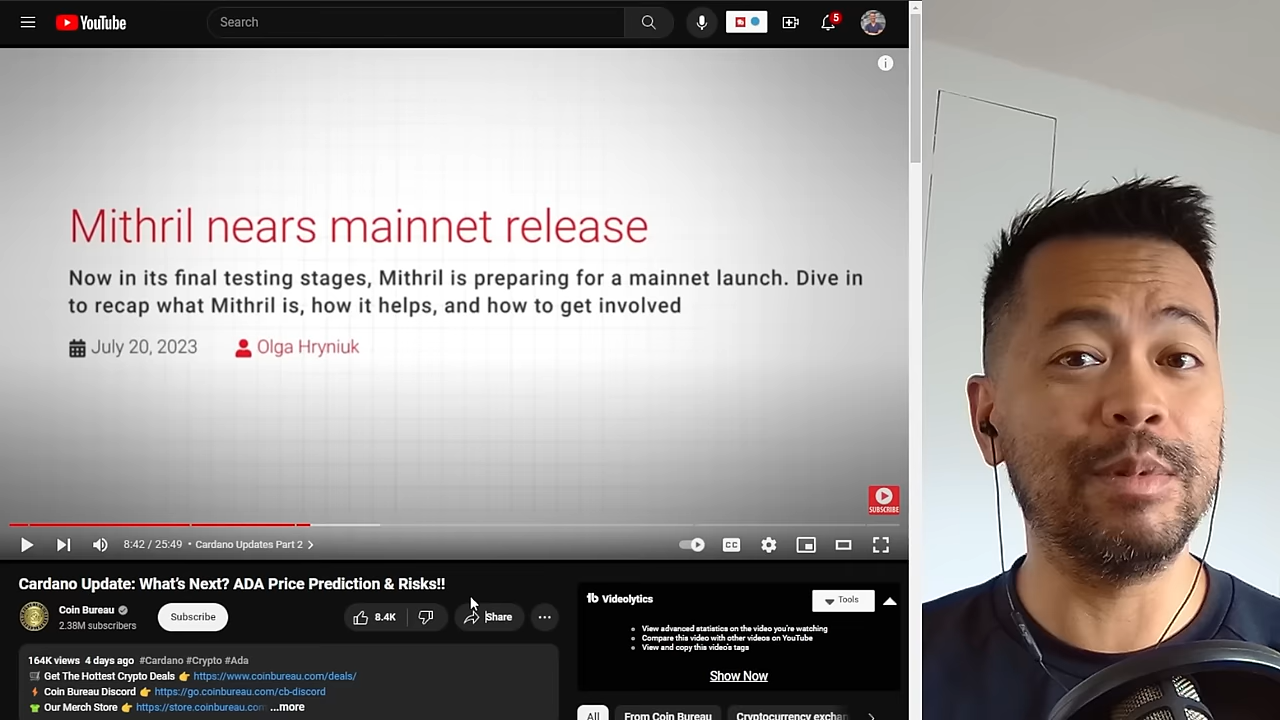 YouTube
Search
5
Mithril nears mainnet release
Now in its final testing stages, Mithril is preparing for a mainnet launch. Dive in
to recap what Mithril is, how it helps, and how to get involved
July 20, 2023 Olga Hryniuk
SUBSCRIBE
8:42 / 25:49 • Cardano Updates Part 2
CC
Cardano Update: What's Next? ADA Price Prediction & Risks!!
Coin Bureau
2.38M subscribers
Subscribe
8.4K
Share
164K views 4 days ago #Cardano #Crypto #Ada
Get The Hottest Crypto Deals 👉 https://www.coinbureau.com/deals/
Coin Bureau Discord 👉 https://go.coinbureau.com/cb-discord
Our Merch Store 👉 https://store.coinbureau.com ...more
Videolytics
Tools
View advanced statistics on the video you're watching
Compare this video with other videos on YouTube
View and copy this video's tags
Show Now
All
From Coin Bureau
Cryptocurrency exchan